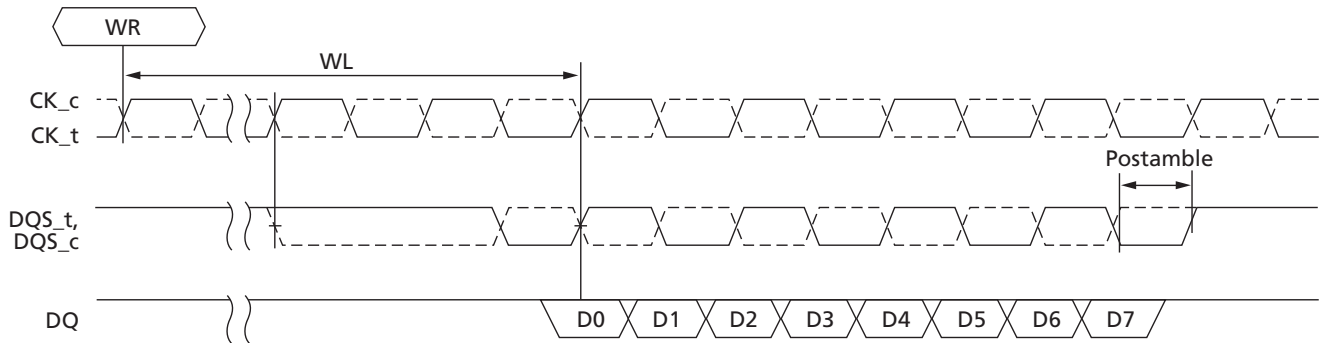 WR
WL
CK_c
CK_t
Postamble
DQS_t,
DQS_c
DQ
D0 D1 D2 D3 D4 D5 D6 D7